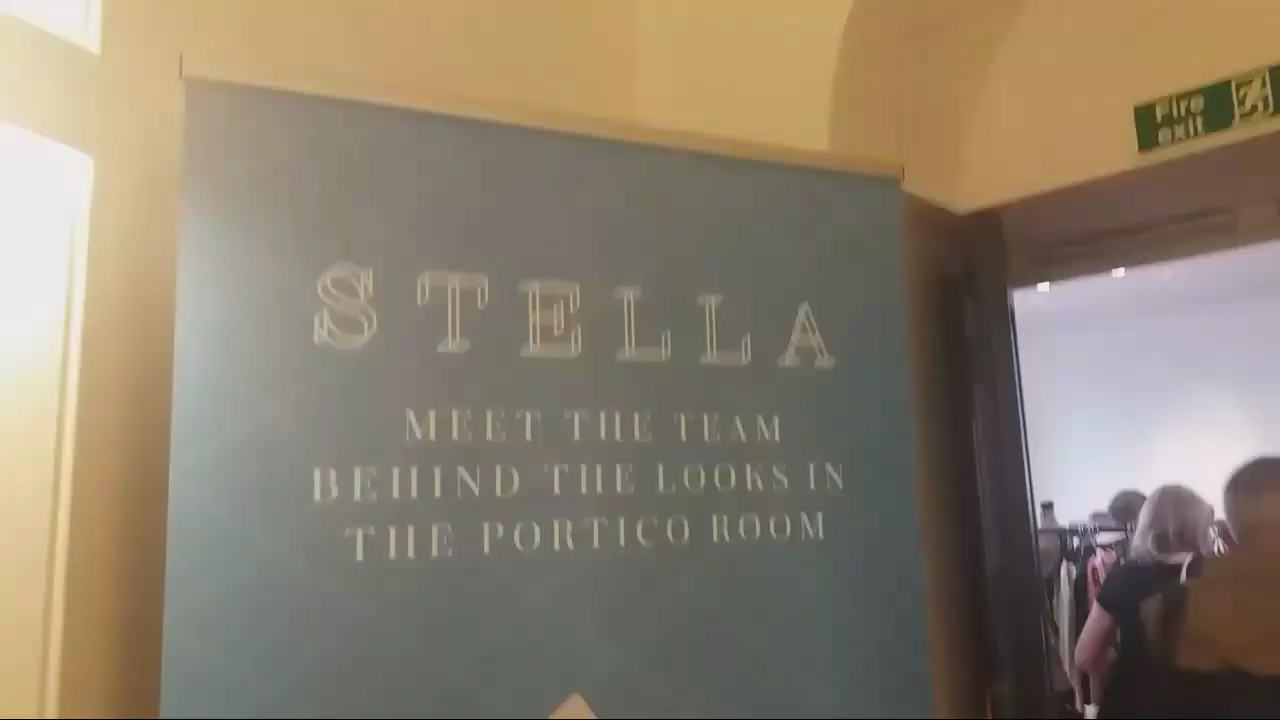 STELLA
MEET THE TEAM
BEHIND THE LOOKS IN
THE PORTICO ROOM
Fire
exit